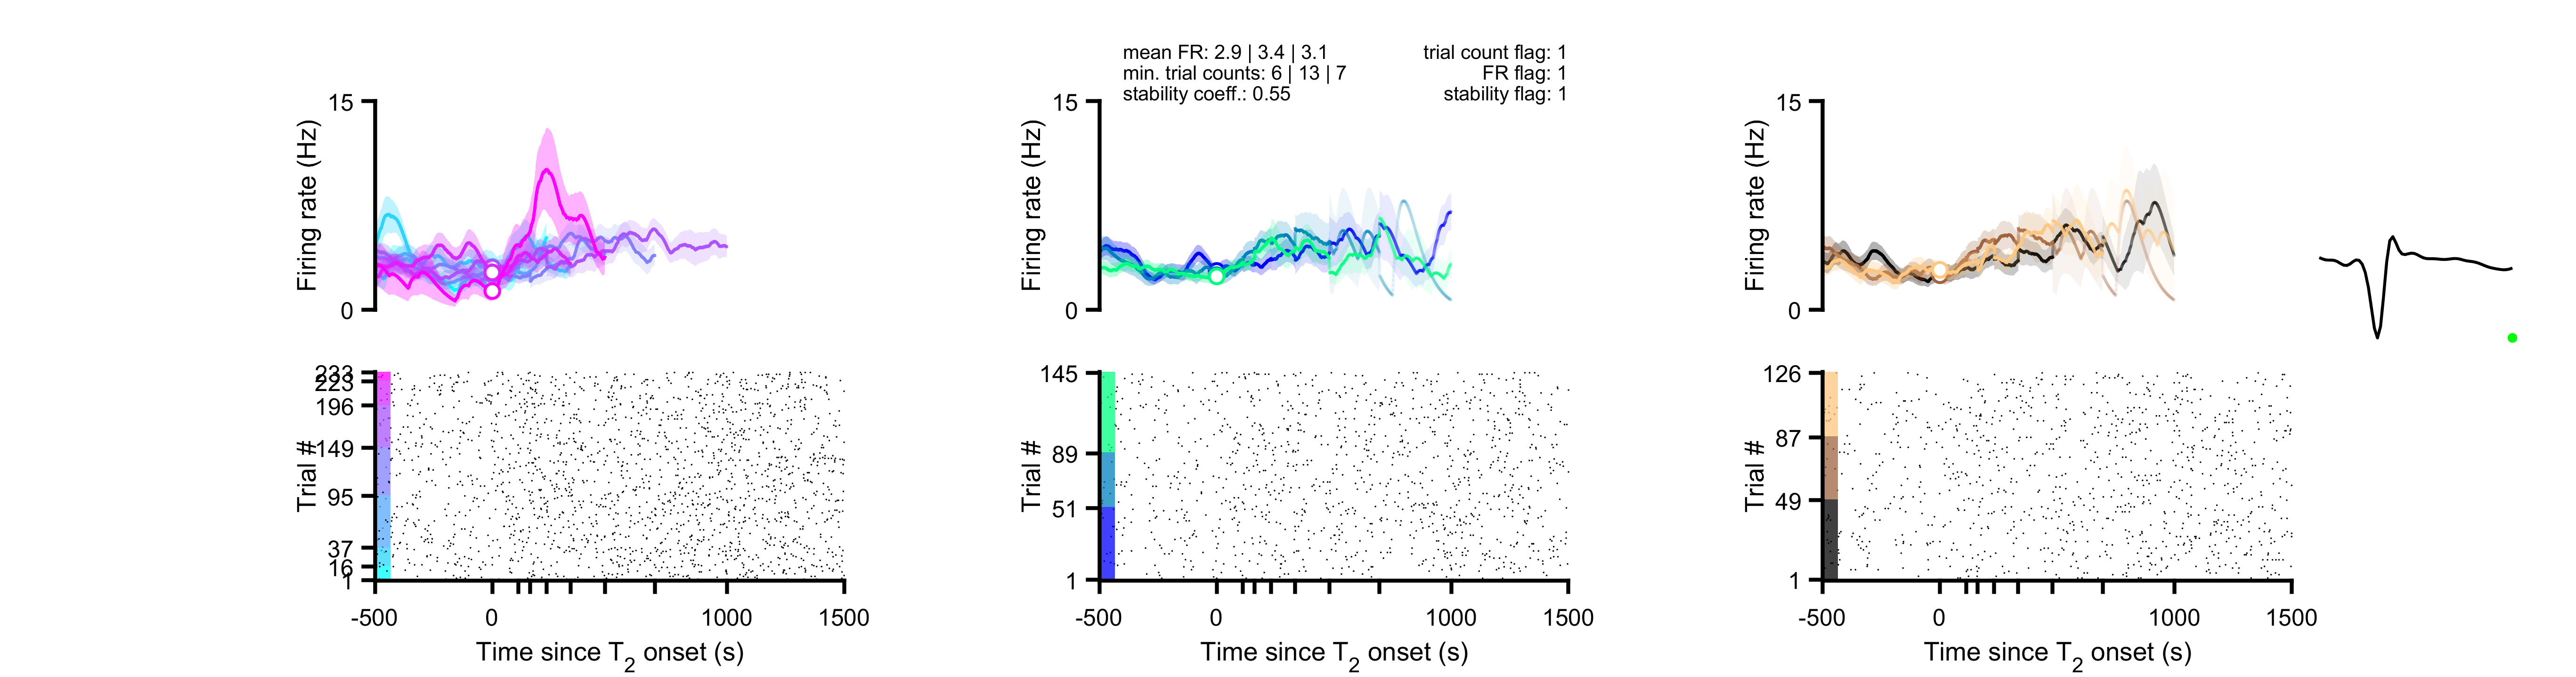 mean FR: 2.9 | 3.4 | 3.1
min. trial counts: 6 | 13 | 7
stability coeff.: 0.55
trial count flag: 1
FR flag: 1
stability flag: 1
15
Firing rate (Hz)
0
15
Firing rate (Hz)
0
15
Firing rate (Hz)
0
233
223
196
149
95
37
16
1
Trial #
-500 0 1000 1500
Time since T2 onset (s)
145
89
51
1
Trial #
-500 0 1000 1500
Time since T2 onset (s)
126
87
49
1
Trial #
-500 0 1000 1500
Time since T2 onset (s)